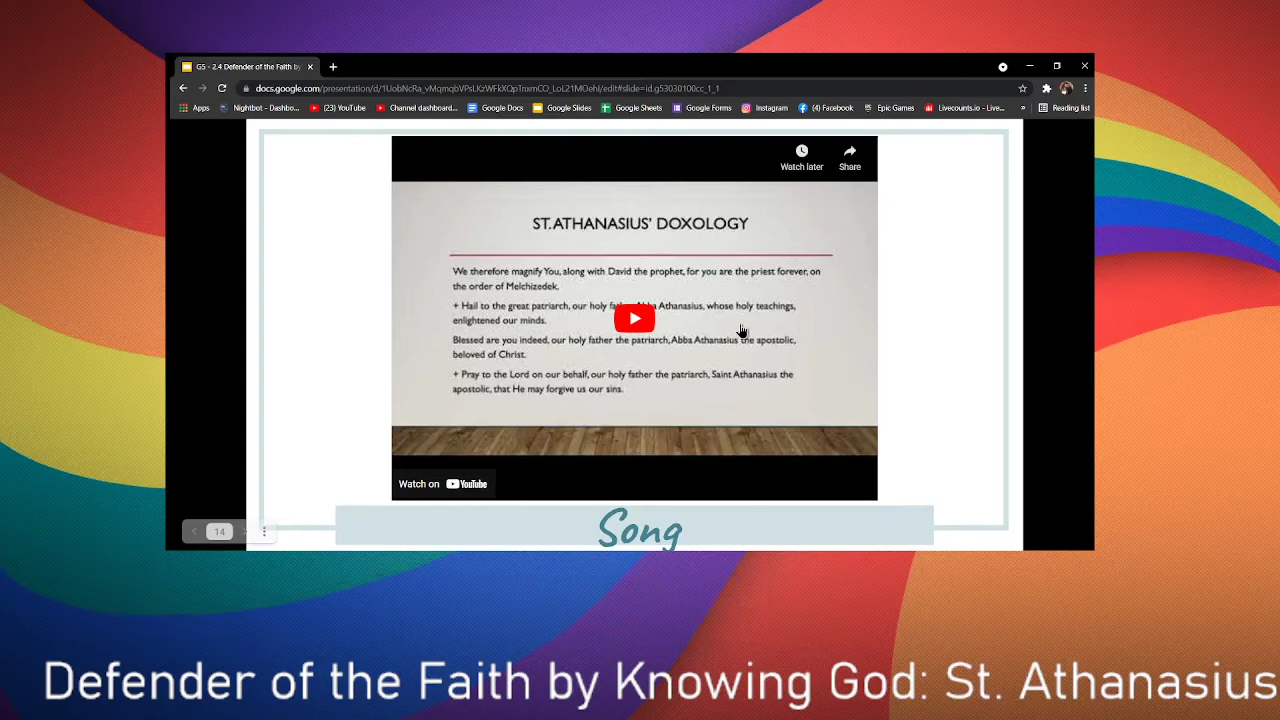 G5 - 2.4 Defender of the Faith by
docs.google.com/presentation/d/1UobNcRa_vMqmqbVPsLKzWFkXQpTnxmCO_LoL21MOehI/edit#slide=id.g53030100cc_1_1
Apps Nightbot - Dashbo... (23) YouTube Channel dashboard... Google Docs Google Slides Google Sheets Google Forms Instagram (4) Facebook Epic Games Livecounts.io - Live... » Reading list
Watch later Share
ST. ATHANASIUS' DOXOLOGY
We therefore magnify You, along with David the prophet, for you are the priest forever, on
the order of Melchizedek.
+ Hail to the great patriarch, our holy father Abba Athanasius, whose holy teachings,
enlightened our minds.
Blessed are you indeed, our holy father the patriarch, Abba Athanasius the apostolic,
beloved of Christ.
+ Pray to the Lord on our behalf, our holy father the patriarch, Saint Athanasius the
apostolic, that He may forgive us our sins.
Watch on YouTube
Song
14
Defender of the Faith by Knowing God: St. Athanasius